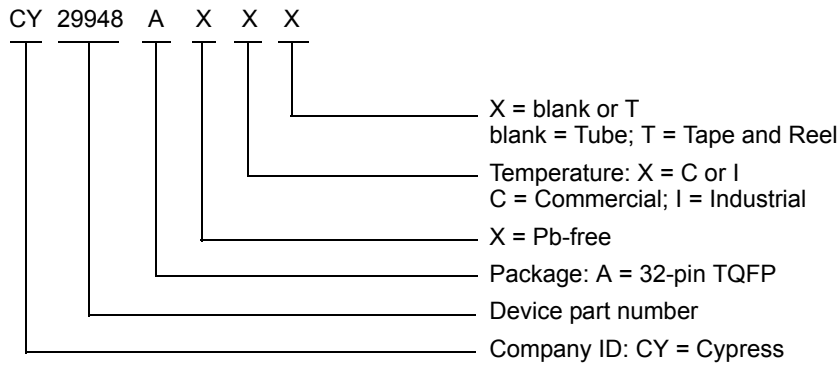 CY 29948 A X X X
X = blank or T
blank = Tube; T = Tape and Reel
Temperature: X = C or I
C = Commercial; I = Industrial
X = Pb-free
Package: A = 32-pin TQFP
Device part number
Company ID: CY = Cypress